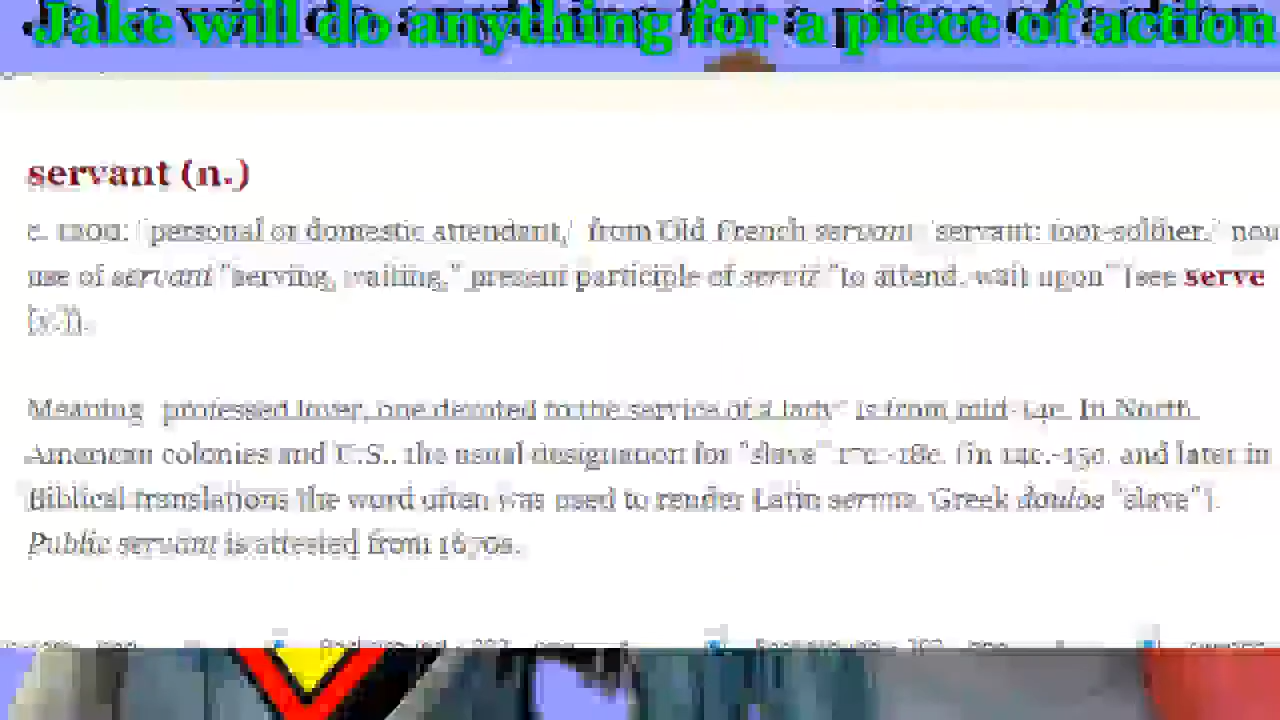 Jake will do anything for a piece of action
servant (n.)
"personal or domestic attendant," from Old French servant "servant; foot-soldier,"
use of servant "serving, waiting," present participle of servir "to attend, wait upon" (see serve
(v.)).
Meaning "professed lover, one devoted to the service of a lady" is from mid-14c. In North
American colonies and U.S., the usual designation for "slave" 17c.-18c. (in 14c.-15c. and later in
Biblical translations the word often was used to render Latin servus, Greek doulos "slave").
Public servant is attested from 1670s.